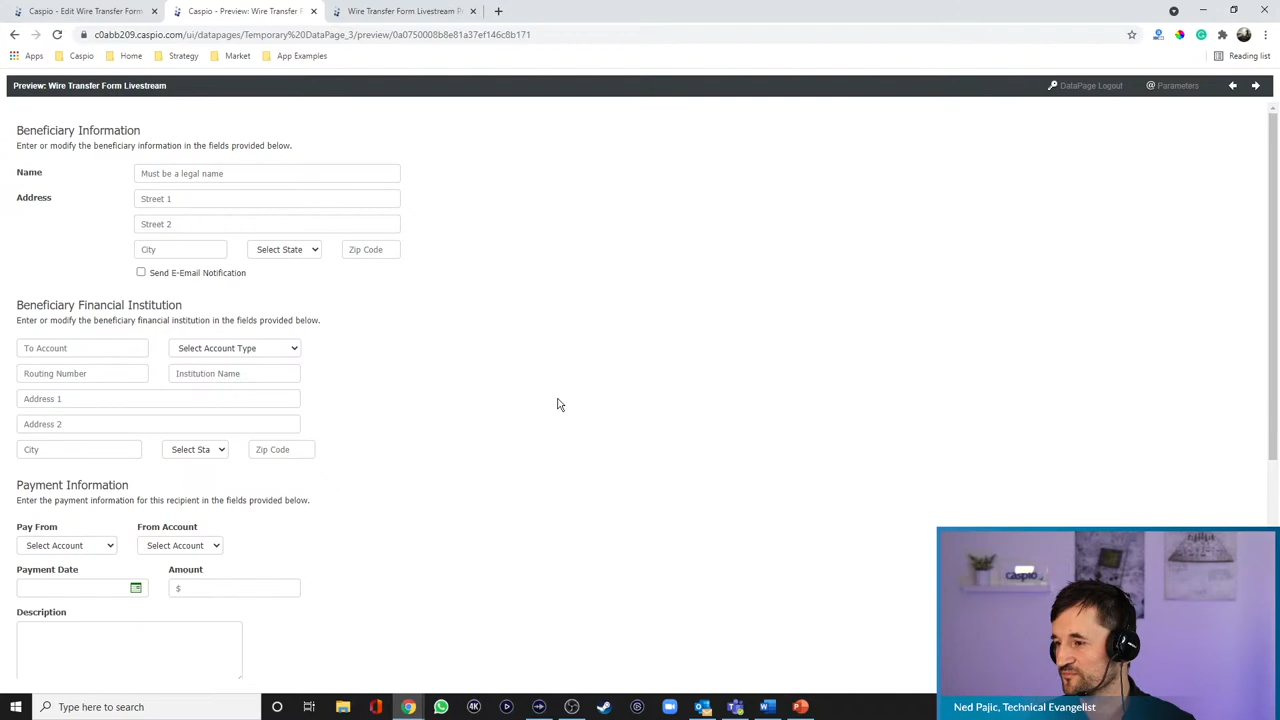 Caspio - Edit Wire Transfer Form
Caspio - Preview: Wire Transfer F
Wire Transfer Form Livestream Pr
c0abb209.caspio.com/ui/datapages/Temporary%20DataPage_3/preview/0a0750008b8e81a37ef146c8b171
Apps
Caspio
Home
Strategy
Market
App Examples
Reading list
Preview: Wire Transfer Form Livestream
DataPage Logout
@ Parameters
Beneficiary Information
Enter or modify the beneficiary information in the fields provided below.
Name
Must be a legal name
Address
Street 1
Street 2
City
Select State
Zip Code
Send E-Email Notification
Beneficiary Financial Institution
Enter or modify the beneficiary financial institution in the fields provided below.
To Account
Select Account Type
Routing Number
Institution Name
Address 1
Address 2
City
Select Sta
Zip Code
Payment Information
Enter the payment information for this recipient in the fields provided below.
Pay From
From Account
Select Account
Select Account
Payment Date
Amount
$
Description
caspio
Ned Pajic, Technical Evangelist
Type here to search
4K